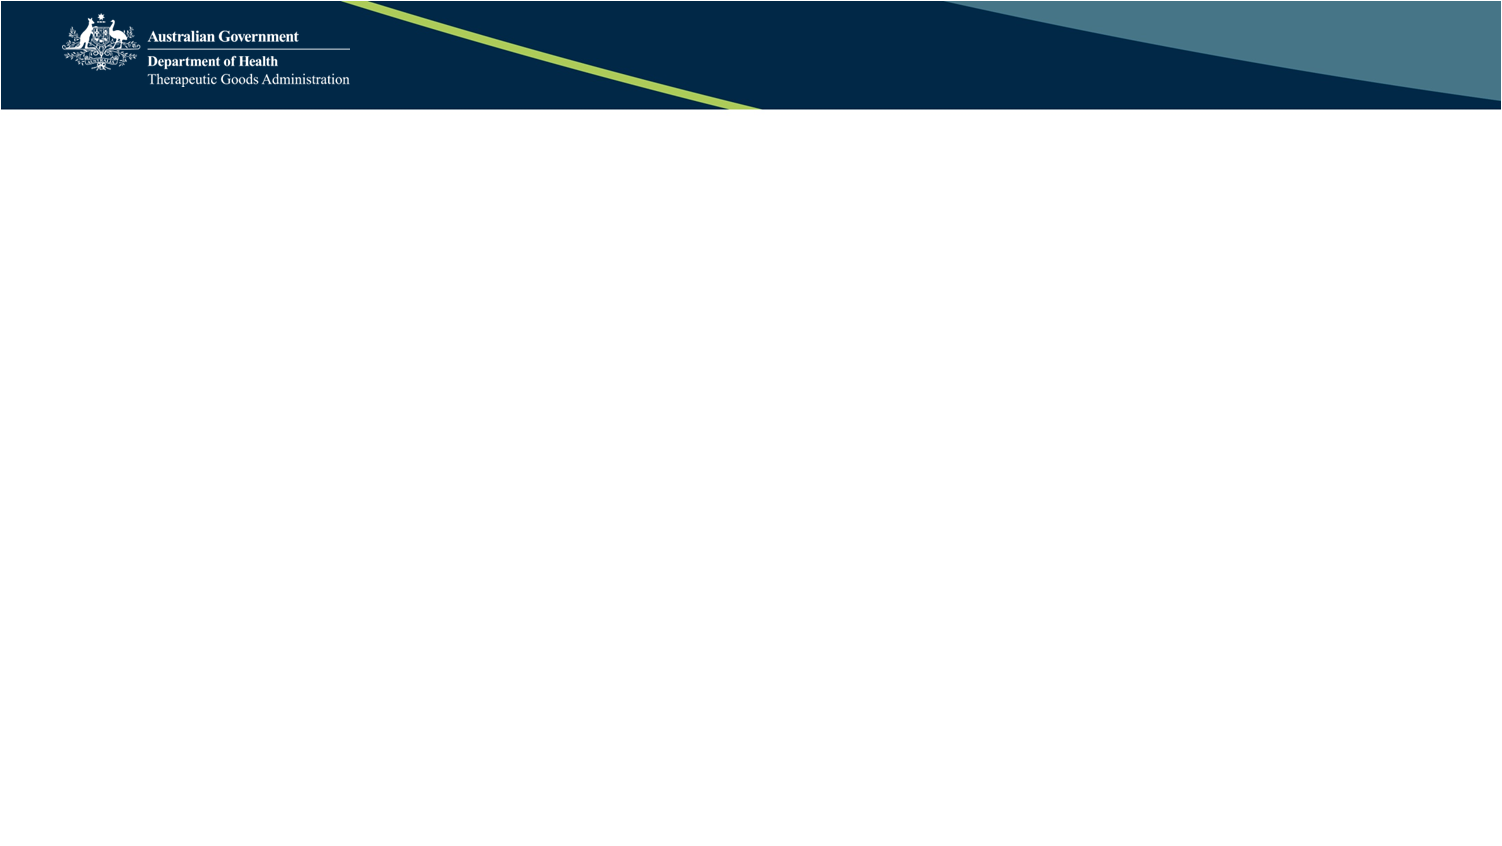 Australian Government
Department of Health
Therapeutic Goods Administration